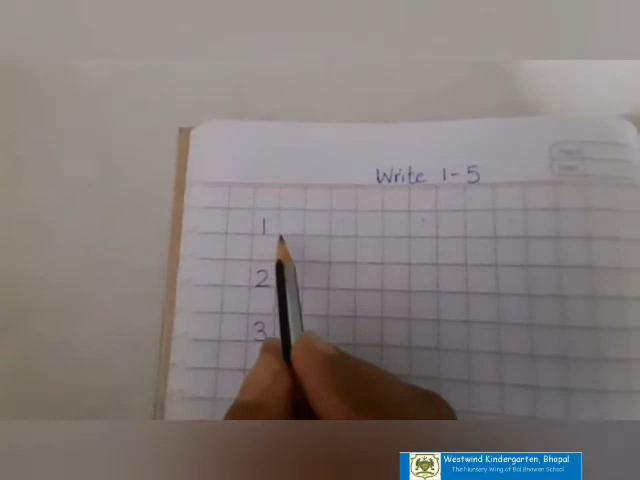 Write 1-5
1
2
3
Westwind Kindergarten, Bhopal
The Nursery Wing of Bal Bhawan School